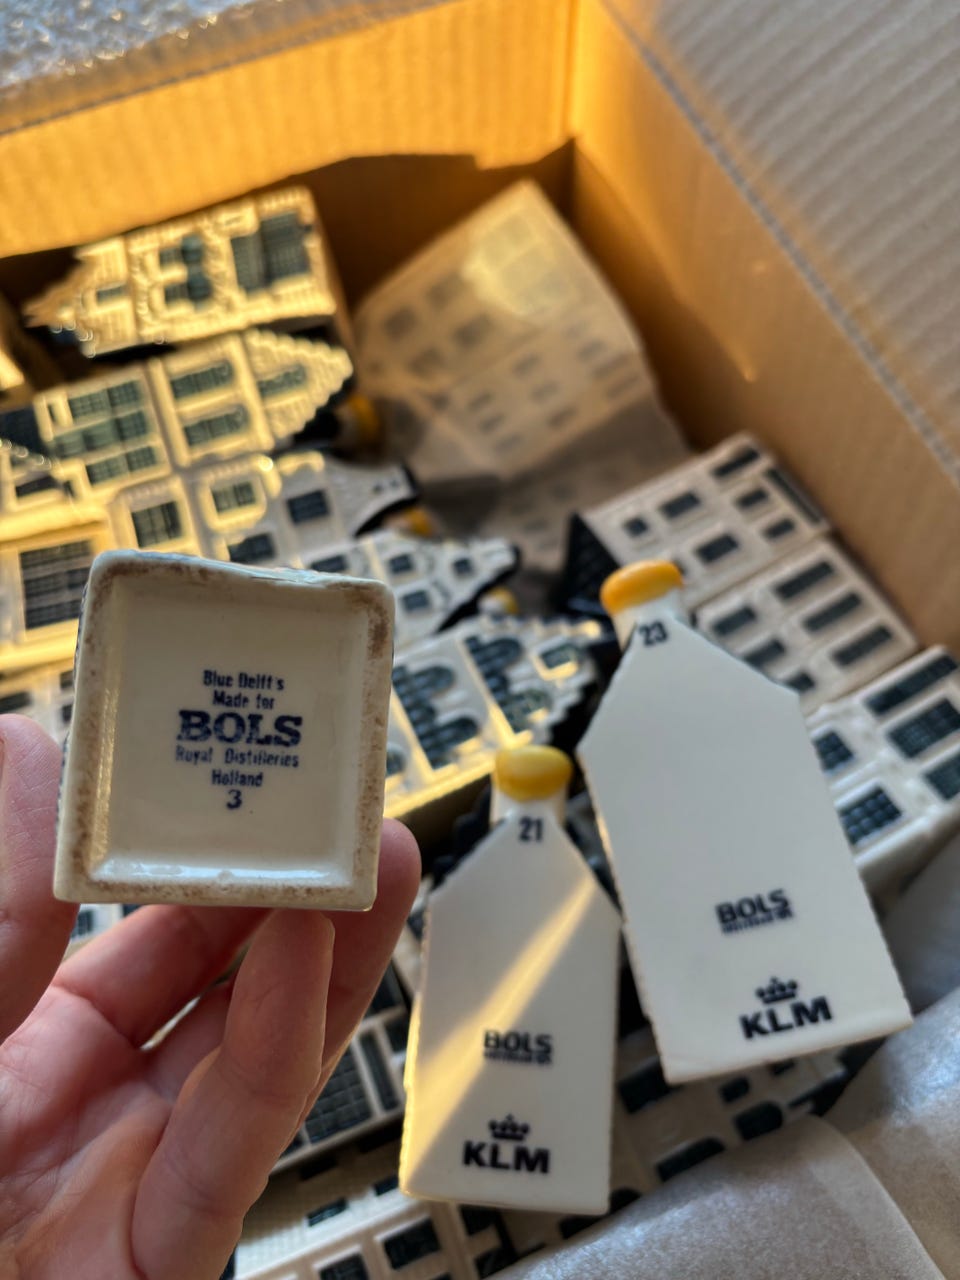 Blue Delft's
Made for
BOLS
Royal Distilleries
Holland
3
21
BOLS
KLM
23
BOLS
KLM